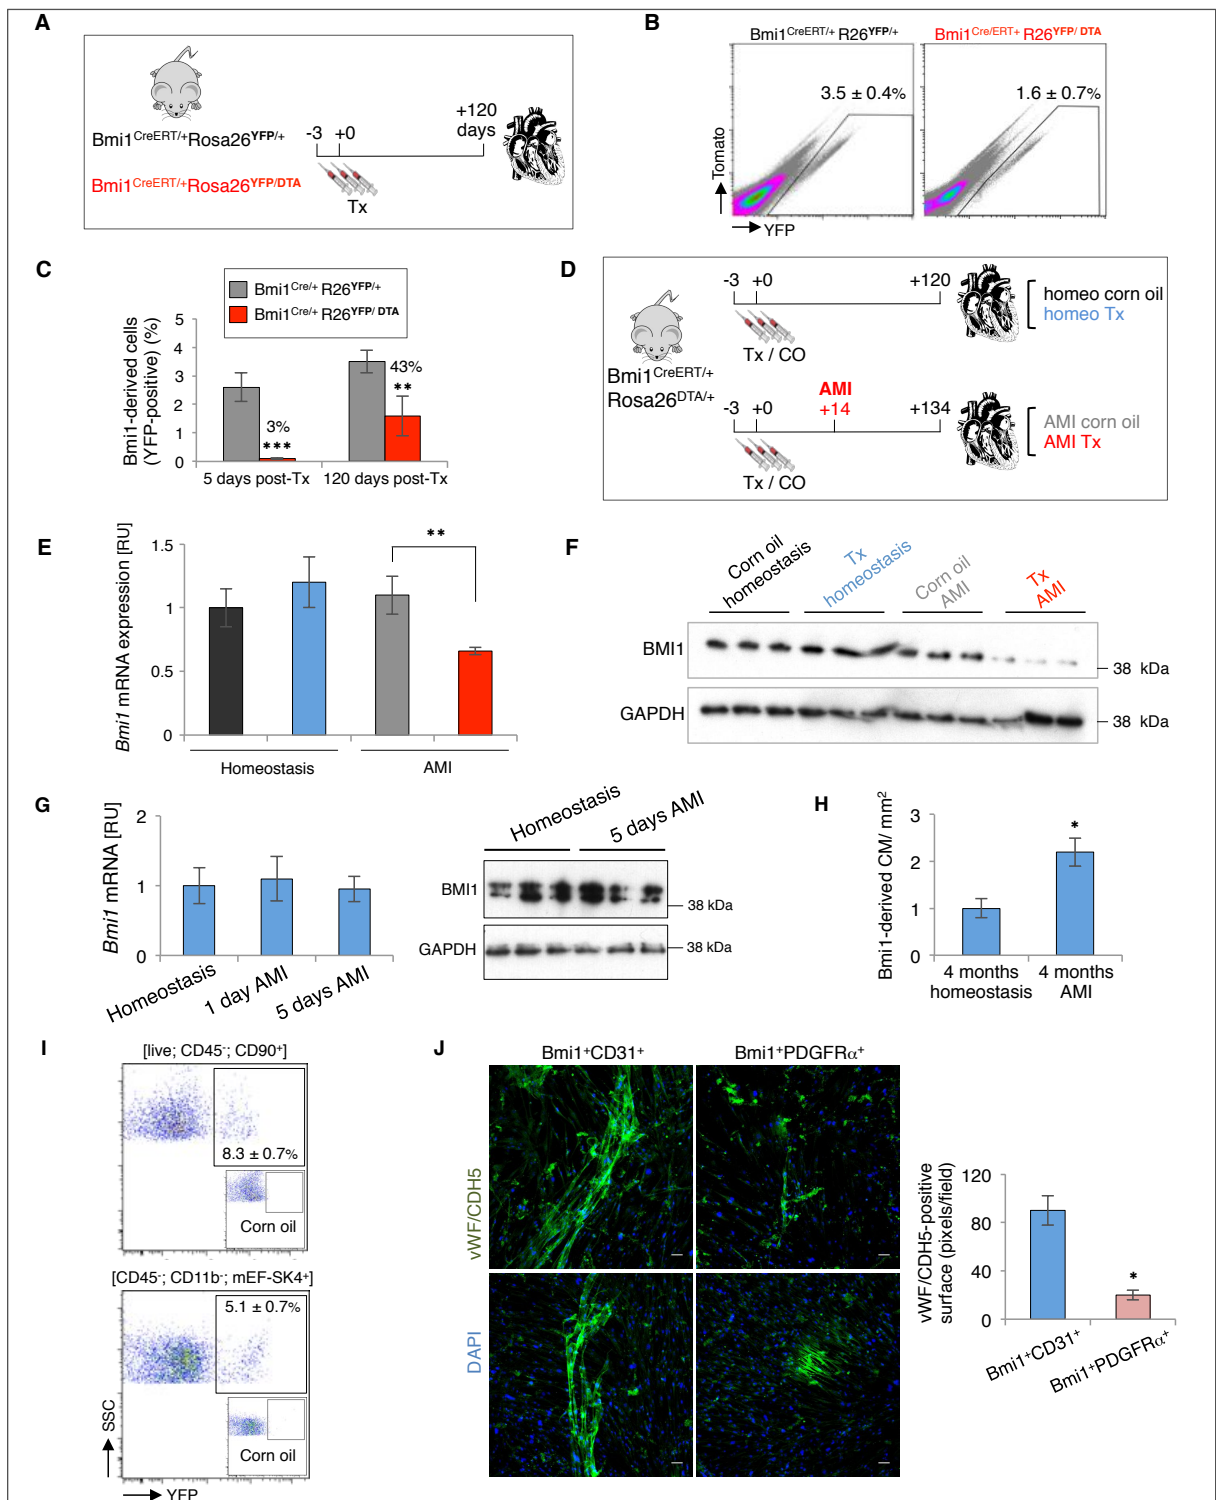 A
Bmi1CreERT/+Rosa26YFP/+
Bmi1CreERT/+Rosa26YFP/DTA
-3 +0
+120
days
Tx
B
Bmi1CreERT/+ R26YFP/+
Bmi1Cre/ERT+ R26YFP/ DTA
3.5 ± 0.4%
1.6 ± 0.7%
Tomato
YFP
C
Bmi1Cre/+ R26YFP/+
Bmi1Cre/+ R26YFP/ DTA
Bmi1-derived cells
(YFP-positive) (%)
5
4
3
2
1
0
3%
***
43%
**
5 days post-Tx
120 days post-Tx
D
Bmi1CreERT/+
Rosa26DTA/+
-3 +0 +120
Tx / CO
homeo corn oil
homeo Tx
AMI
-3 +0 +14 +134
Tx / CO
AMI corn oil
AMI Tx
E
Bmi1 mRNA expression [RU]
1.5
1
0.5
0
**
Homeostasis
AMI
F
Corn oil
homeostasis
Tx
homeostasis
Corn oil
AMI
Tx
AMI
BMI1
38 kDa
GAPDH
38 kDa
G
Bmi1 mRNA [RU]
2
1
0
Homeostasis
1 day AMI
5 days AMI
Homeostasis
5 days AMI
BMI1
38 kDa
GAPDH
38 kDa
H
Bmi1-derived CM/ mm2
3
2
1
0
*
4 months
homeostasis
4 months
AMI
I
[live; CD45-; CD90+]
8.3 ± 0.7%
Corn oil
[CD45-; CD11b-; mEF-SK4+]
5.1 ± 0.7%
Corn oil
SSC
YFP
J
Bmi1+CD31+
Bmi1+PDGFRα+
vWF/CDH5
DAPI
vWF/CDH5-positive
surface (pixels/field)
120
80
40
0
*
Bmi1+CD31+
Bmi1+PDGFRα+